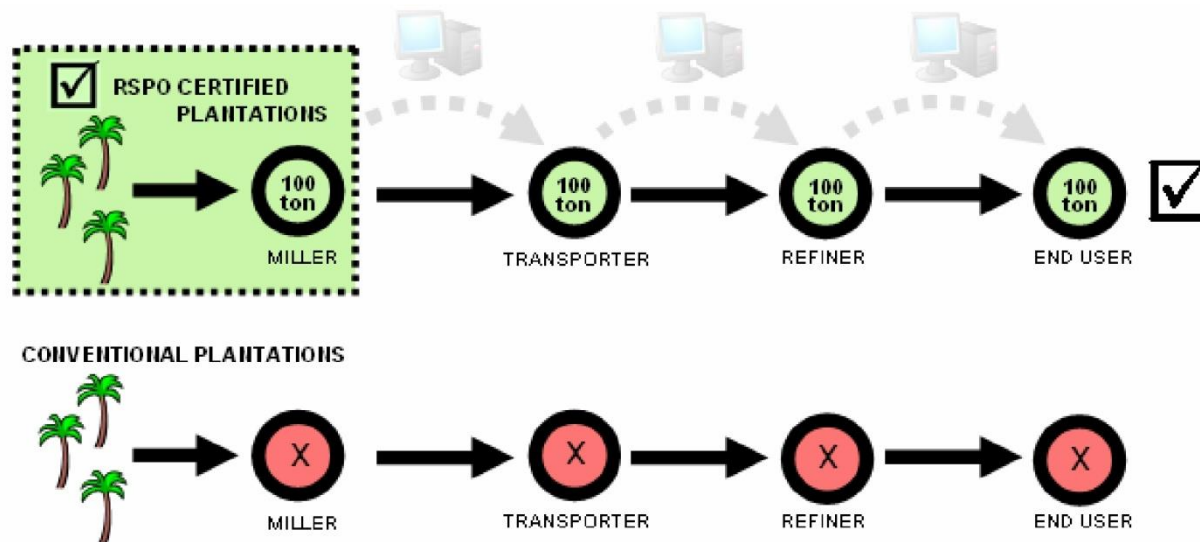 RSPO CERTIFIED
PLANTATIONS
100
ton
100
ton
100
ton
100
ton
MILLER
TRANSPORTER
REFINER
END USER
CONVENTIONAL PLANTATIONS
X
X
X
X
MILLER
TRANSPORTER
REFINER
END USER